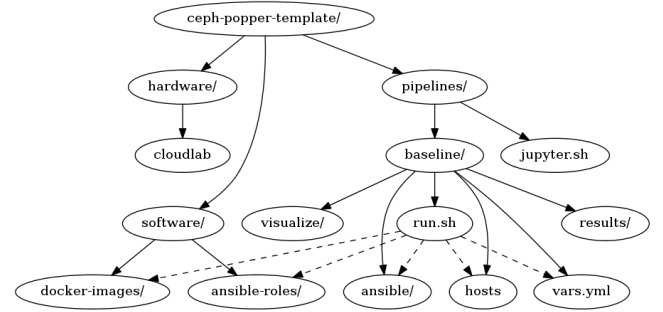 ceph-popper-template/
hardware/
pipelines/
cloudlab
baseline/
jupyter.sh
software/
visualize/
run.sh
results/
docker-images/
ansible-roles/
ansible/
hosts
vars.yml